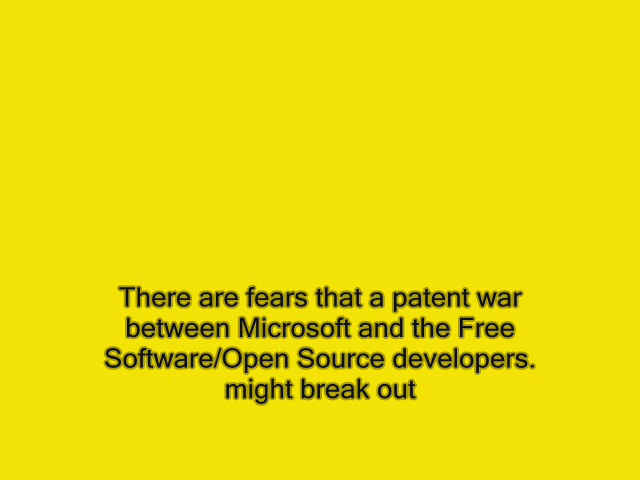 There are fears that a patent war
between Microsoft and the Free
Software/Open Source developers.
might break out